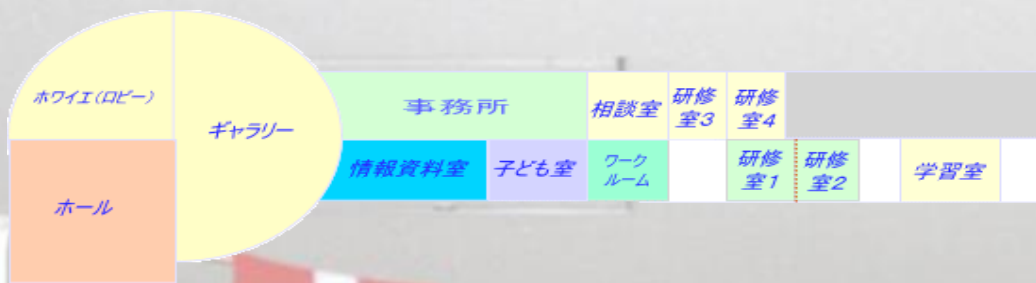 ホワイエ(ロビー)
ギャラリー
ホール
事務所
相談室
研修
室3
研修
室4
情報資料室
子ども室
ワーク
ルーム
研修
室1
研修
室2
学習室